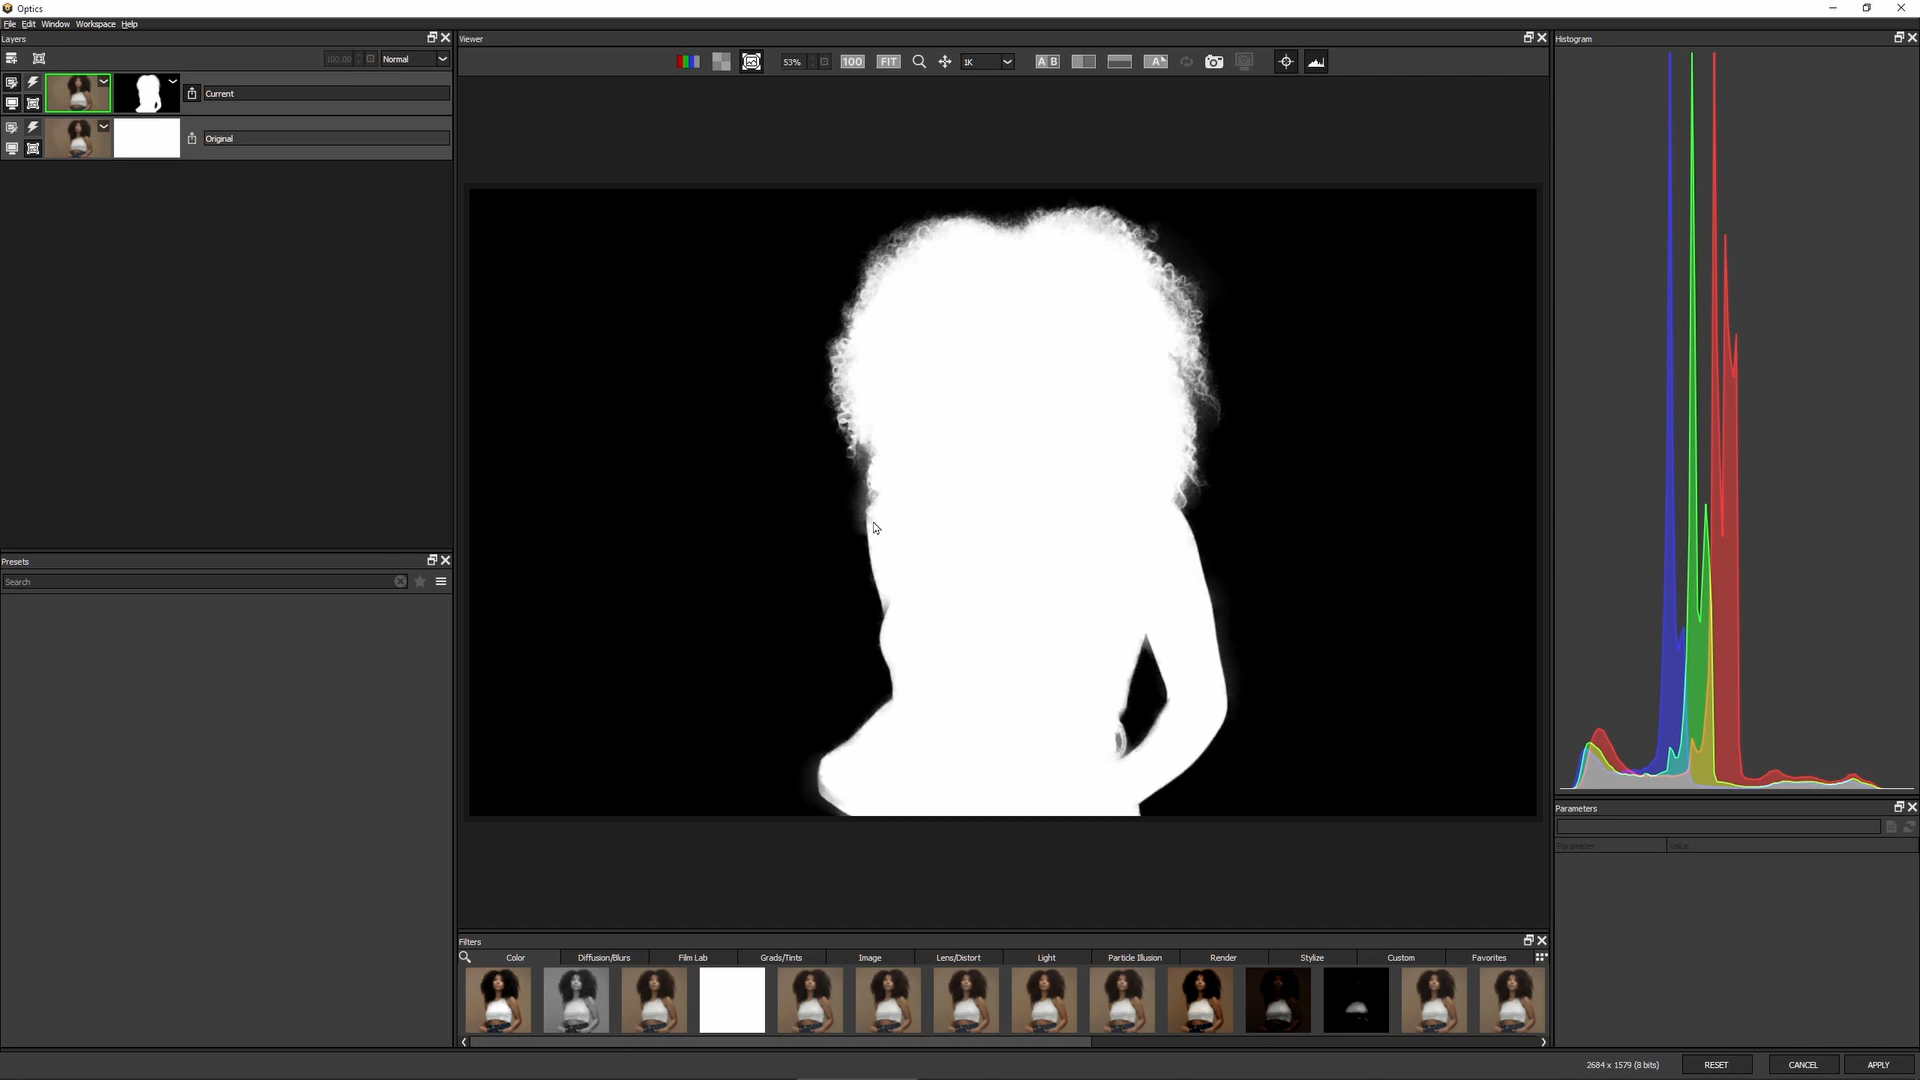 Optics
File Edit Window Workspace Help
Layers
100.00 Normal
Current
Original
Presets
Search
Viewer
53% 100 FIT 1K A B A
Filters
Color Diffusion/Blurs Film Lab Grads/Tints Image Lens/Distort Light Particle Illusion Render Stylize Custom Favorites
Histogram
Parameters
Parameter Value
2684 x 1579 (8 bits) RESET CANCEL APPLY